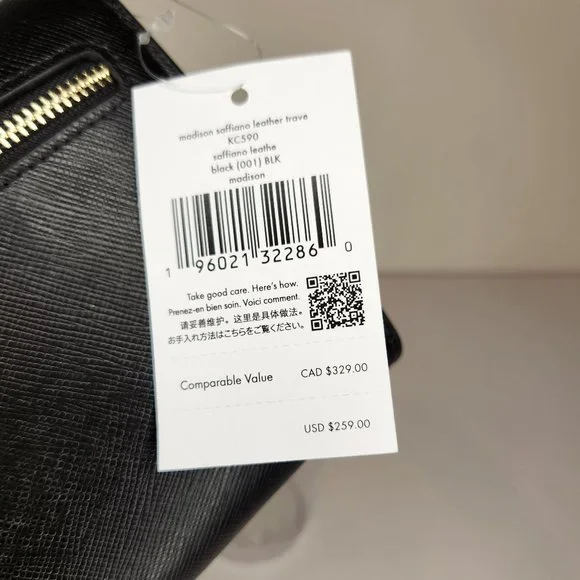 madison saffiano leather trave
KC590
saffiano leathe
black (001) BLK
madison
1 96021 32286 0
Take good care. Here's how.
Prenez-en bien soin. Voici comment.
请妥善维护。这里是具体做法。
お手入れ方法はこちらをご覧ください。
Comparable Value CAD $329.00
USD $259.00